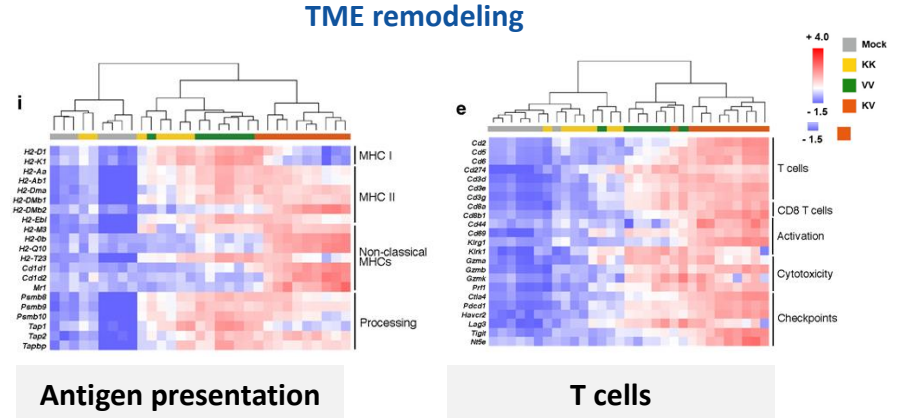 TME remodeling
+ 4.0
- 1.5
- 1.5
Mock
KK
VV
KV
i
H2-D1
H2-K1
H2-Aa
H2-Ab1
H2-Dma
H2-DMb1
H2-DMb2
H2-Ebl
H2-M3
H2-0b
H2-Q10
H2-T23
Cd1d1
Cd1d2
Mr1
Psmb8
Psmb9
Psmb10
Tap1
Tap2
Tapbp
MHC I
MHC II
Non-classical
MHCs
Processing
Antigen presentation
e
Cd2
Cd5
Cd6
Cd274
Cd3d
Cd3e
Cd3g
Cd8a
Cd8b1
Cd44
Cd69
Klrg1
Klrk1
Gzma
Gzmb
Gzmk
Prf1
Ctla4
Pdcd1
Havcr2
Lag3
Tigit
Nt5e
T cells
CD8 T cells
Activation
Cytotoxicity
Checkpoints
T cells